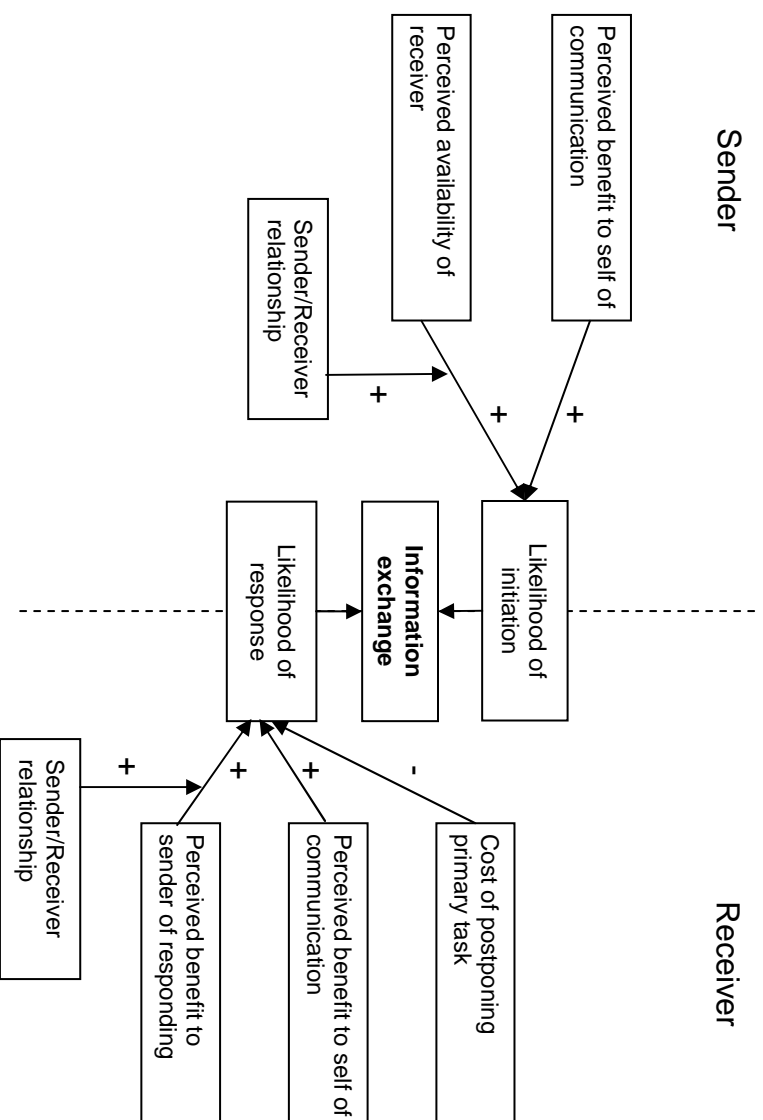 Sender
Receiver
Perceived benefit to self of
communication
+
Perceived availability of
receiver
+
Sender/Receiver
relationship
+
Likelihood of
initiation
Information
exchange
Likelihood of
response
Cost of postponing
primary task
-
Perceived benefit to self of
communication
+
Perceived benefit to
sender of responding
+
Sender/Receiver
relationship
+